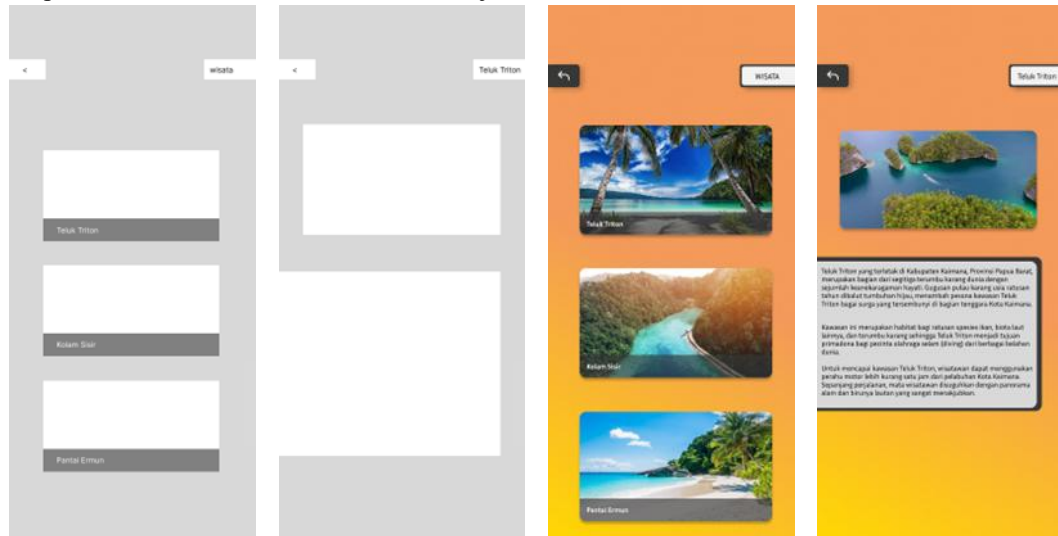 <
wisata
Teluk Triton
Kolam Sisir
Pantai Ermun
<
Teluk Triton
WISATA
Teluk Triton
Kolam Sisir
Pantai Ermun
Teluk Triton
Teluk Triton yang terletak di Kabupaten Kaimana, Provinsi Papua Barat,
merupakan bagian dari segitiga terumbu karang dunia dengan
sejumlah keanekaragaman hayati. Gugusan pulau karang usia ratusan
tahun dibalut tumbuhan hijau, menambah pesona kawasan Teluk
Triton bagai surga yang tersembunyi di bagian tenggara Kota Kaimana.
Kawasan ini merupakan habitat bagi ratusan spesies ikan, biota laut
lainnya, dan terumbu karang sehingga Teluk Triton menjadi tujuan
primadona bagi pecinta olahraga selam (diving) dari berbagai belahan
dunia.
Untuk mencapai kawasan Teluk Triton, wisatawan dapat menggunakan
perahu motor lebih kurang satu jam dari pelabuhan Kota Kaimana.
Sepanjang perjalanan, mata wisatawan disuguhkan dengan panorama
alam dan birunya lautan yang sangat menakjubkan.